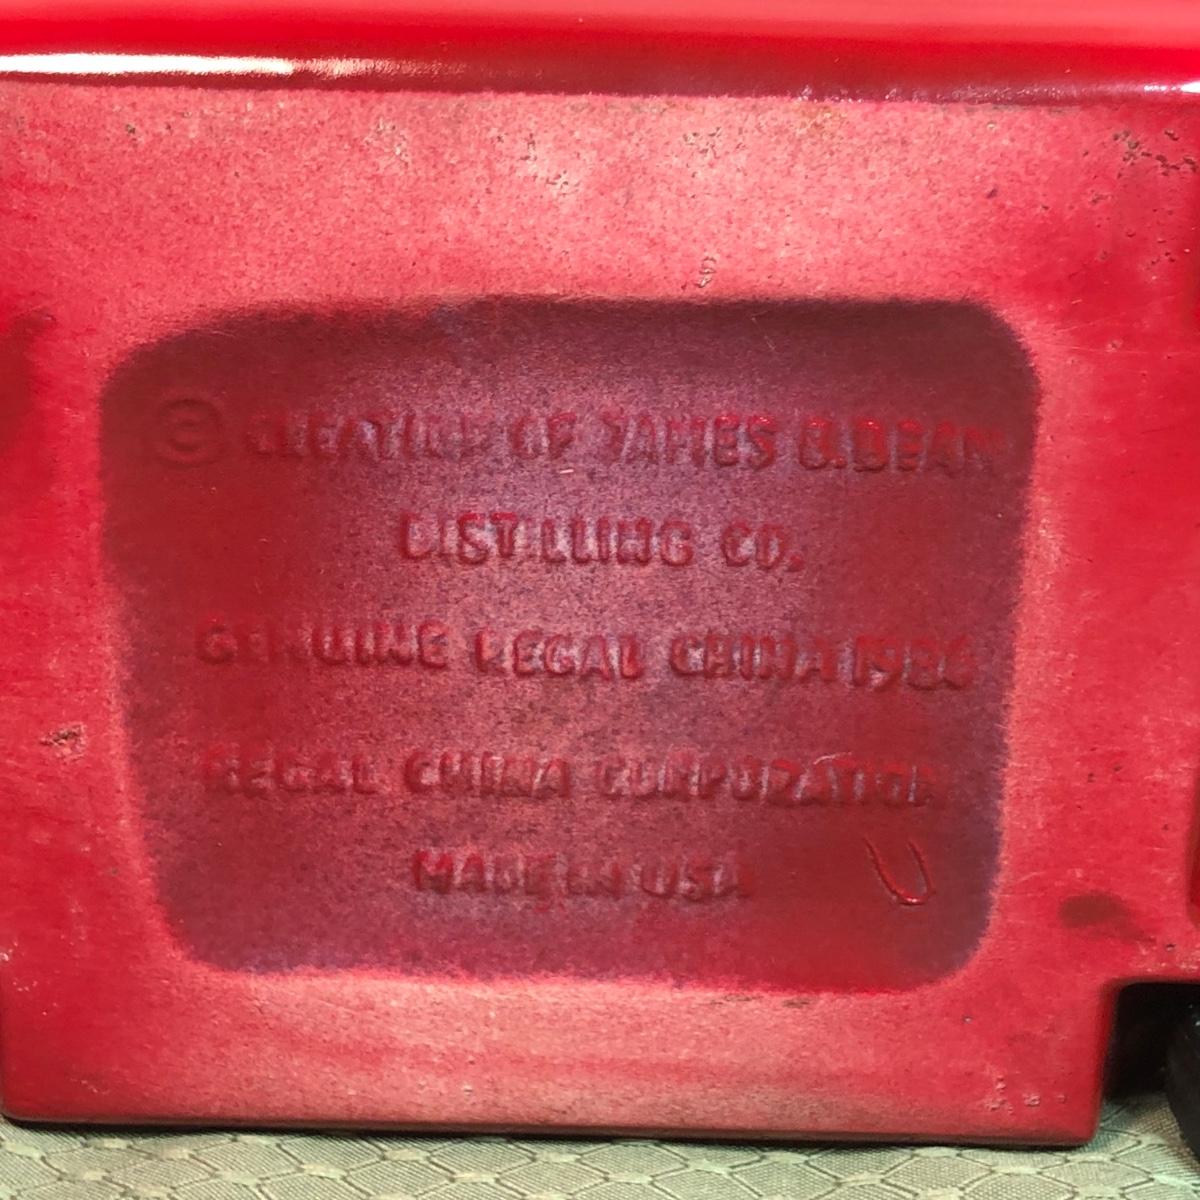 © CREATION OF JAMES B. BEAM
DISTILLING CO.
GENUINE REGAL CHINA 1986
REGAL CHINA CORPORATION
MADE IN USA U